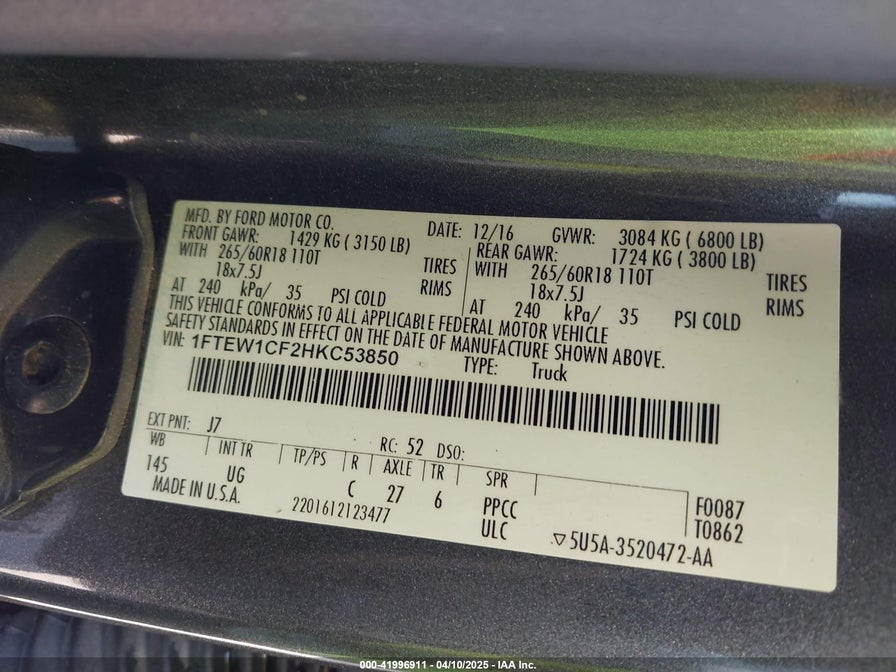 MFD. BY FORD MOTOR CO.
DATE: 12/16 GVWR: 3084 KG ( 6800 LB)
FRONT GAWR: 1429 KG ( 3150 LB)
WITH 265/60R18 110T TIRES
18x7.5J RIMS
AT 240 kPa/ 35 PSI COLD
REAR GAWR: 1724 KG ( 3800 LB)
WITH 265/60R18 110T TIRES
18x7.5J RIMS
AT 240 kPa/ 35 PSI COLD
THIS VEHICLE CONFORMS TO ALL APPLICABLE FEDERAL MOTOR VEHICLE
SAFETY STANDARDS IN EFFECT ON THE DATE OF MANUFACTURE SHOWN ABOVE.
VIN: 1FTEW1CF2HKC53850
TYPE: Truck
EXT PNT: J7 RC: 52 DSO:
WB INT TR TP/PS R AXLE TR SPR
145 UG C 27 6 PPCC F0087
MADE IN U.S.A. 2201612123477 ULC T0862
▽5U5A-3520472-AA
000-41996911 - 04/10/2025 - IAA Inc.